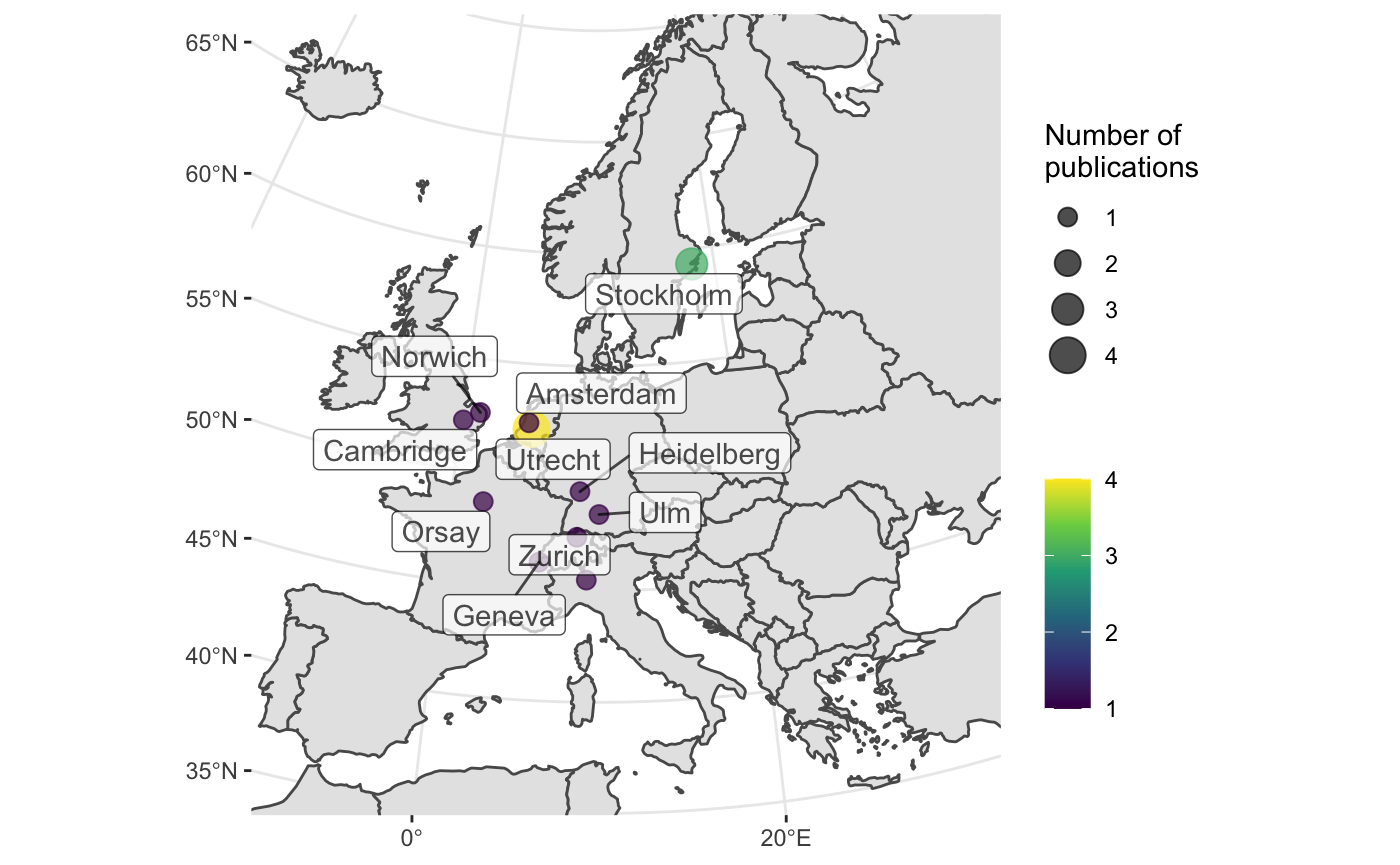 65°N
60°N
55°N
50°N
45°N
40°N
35°N
0°
20°E
Stockholm
Norwich
Amsterdam
Cambridge
Utrecht
Heidelberg
Orsay
Ulm
Zurich
Geneva
Number of
publications
1
2
3
4
4
3
2
1